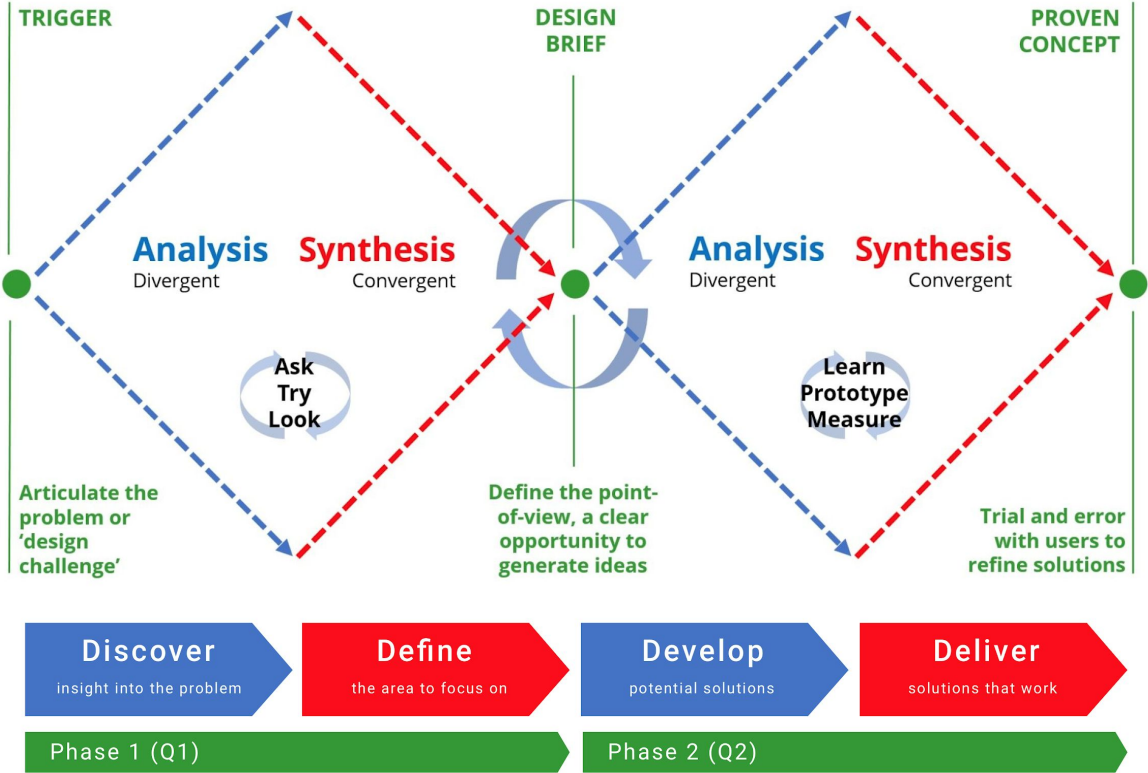 TRIGGER
DESIGN
BRIEF
PROVEN
CONCEPT
Analysis
Divergent
Synthesis
Convergent
Analysis
Divergent
Synthesis
Convergent
Ask
Try
Look
Learn
Prototype
Measure
Articulate the
problem or
‘design
challenge’
Define the point-
of-view, a clear
opportunity to
generate ideas
Trial and error
with users to
refine solutions
Discover
insight into the problem
Define
the area to focus on
Develop
potential solutions
Deliver
solutions that work
Phase 1 (Q1)
Phase 2 (Q2)